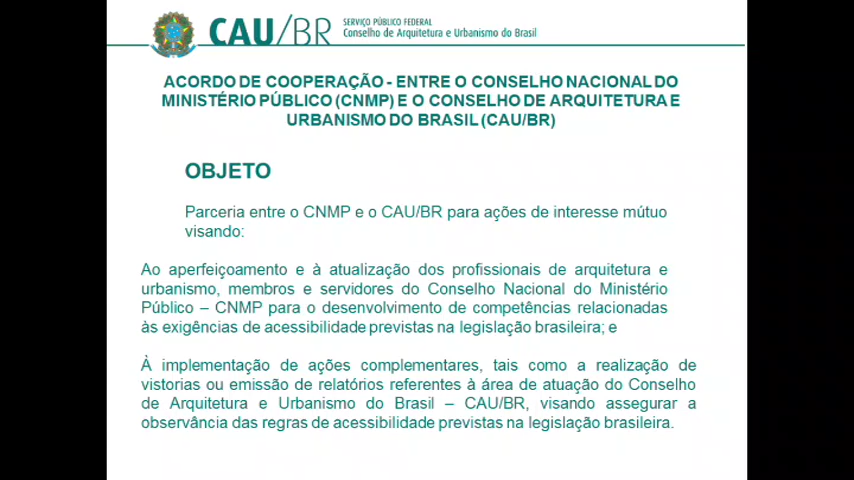 CAU/BR
SERVIÇO PÚBLICO FEDERAL
Conselho de Arquitetura e Urbanismo do Brasil
ACORDO DE COOPERAÇÃO - ENTRE O CONSELHO NACIONAL DO
MINISTÉRIO PÚBLICO (CNMP) E O CONSELHO DE ARQUITETURA E
URBANISMO DO BRASIL (CAU/BR)
OBJETO
Parceria entre o CNMP e o CAU/BR para ações de interesse mútuo
visando:
Ao aperfeiçoamento e à atualização dos profissionais de arquitetura e
urbanismo, membros e servidores do Conselho Nacional do Ministério
Público – CNMP para o desenvolvimento de competências relacionadas
às exigências de acessibilidade previstas na legislação brasileira; e
À implementação de ações complementares, tais como a realização de
vistorias ou emissão de relatórios referentes à área de atuação do Conselho
de Arquitetura e Urbanismo do Brasil – CAU/BR, visando assegurar a
observância das regras de acessibilidade previstas na legislação brasileira.